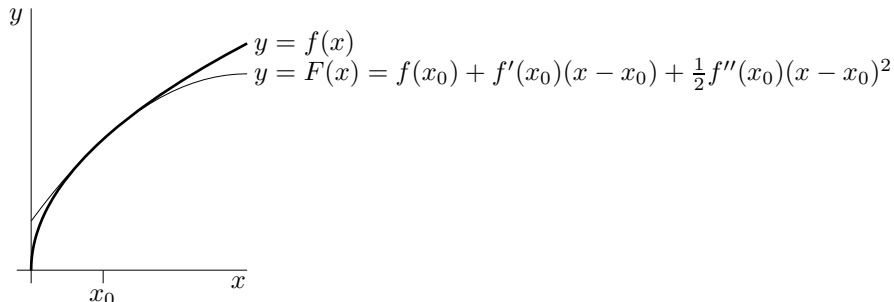 y
y = f(x)
y = F(x) = f(x₀) + f′(x₀)(x − x₀) + ½f″(x₀)(x − x₀)²
x
x₀